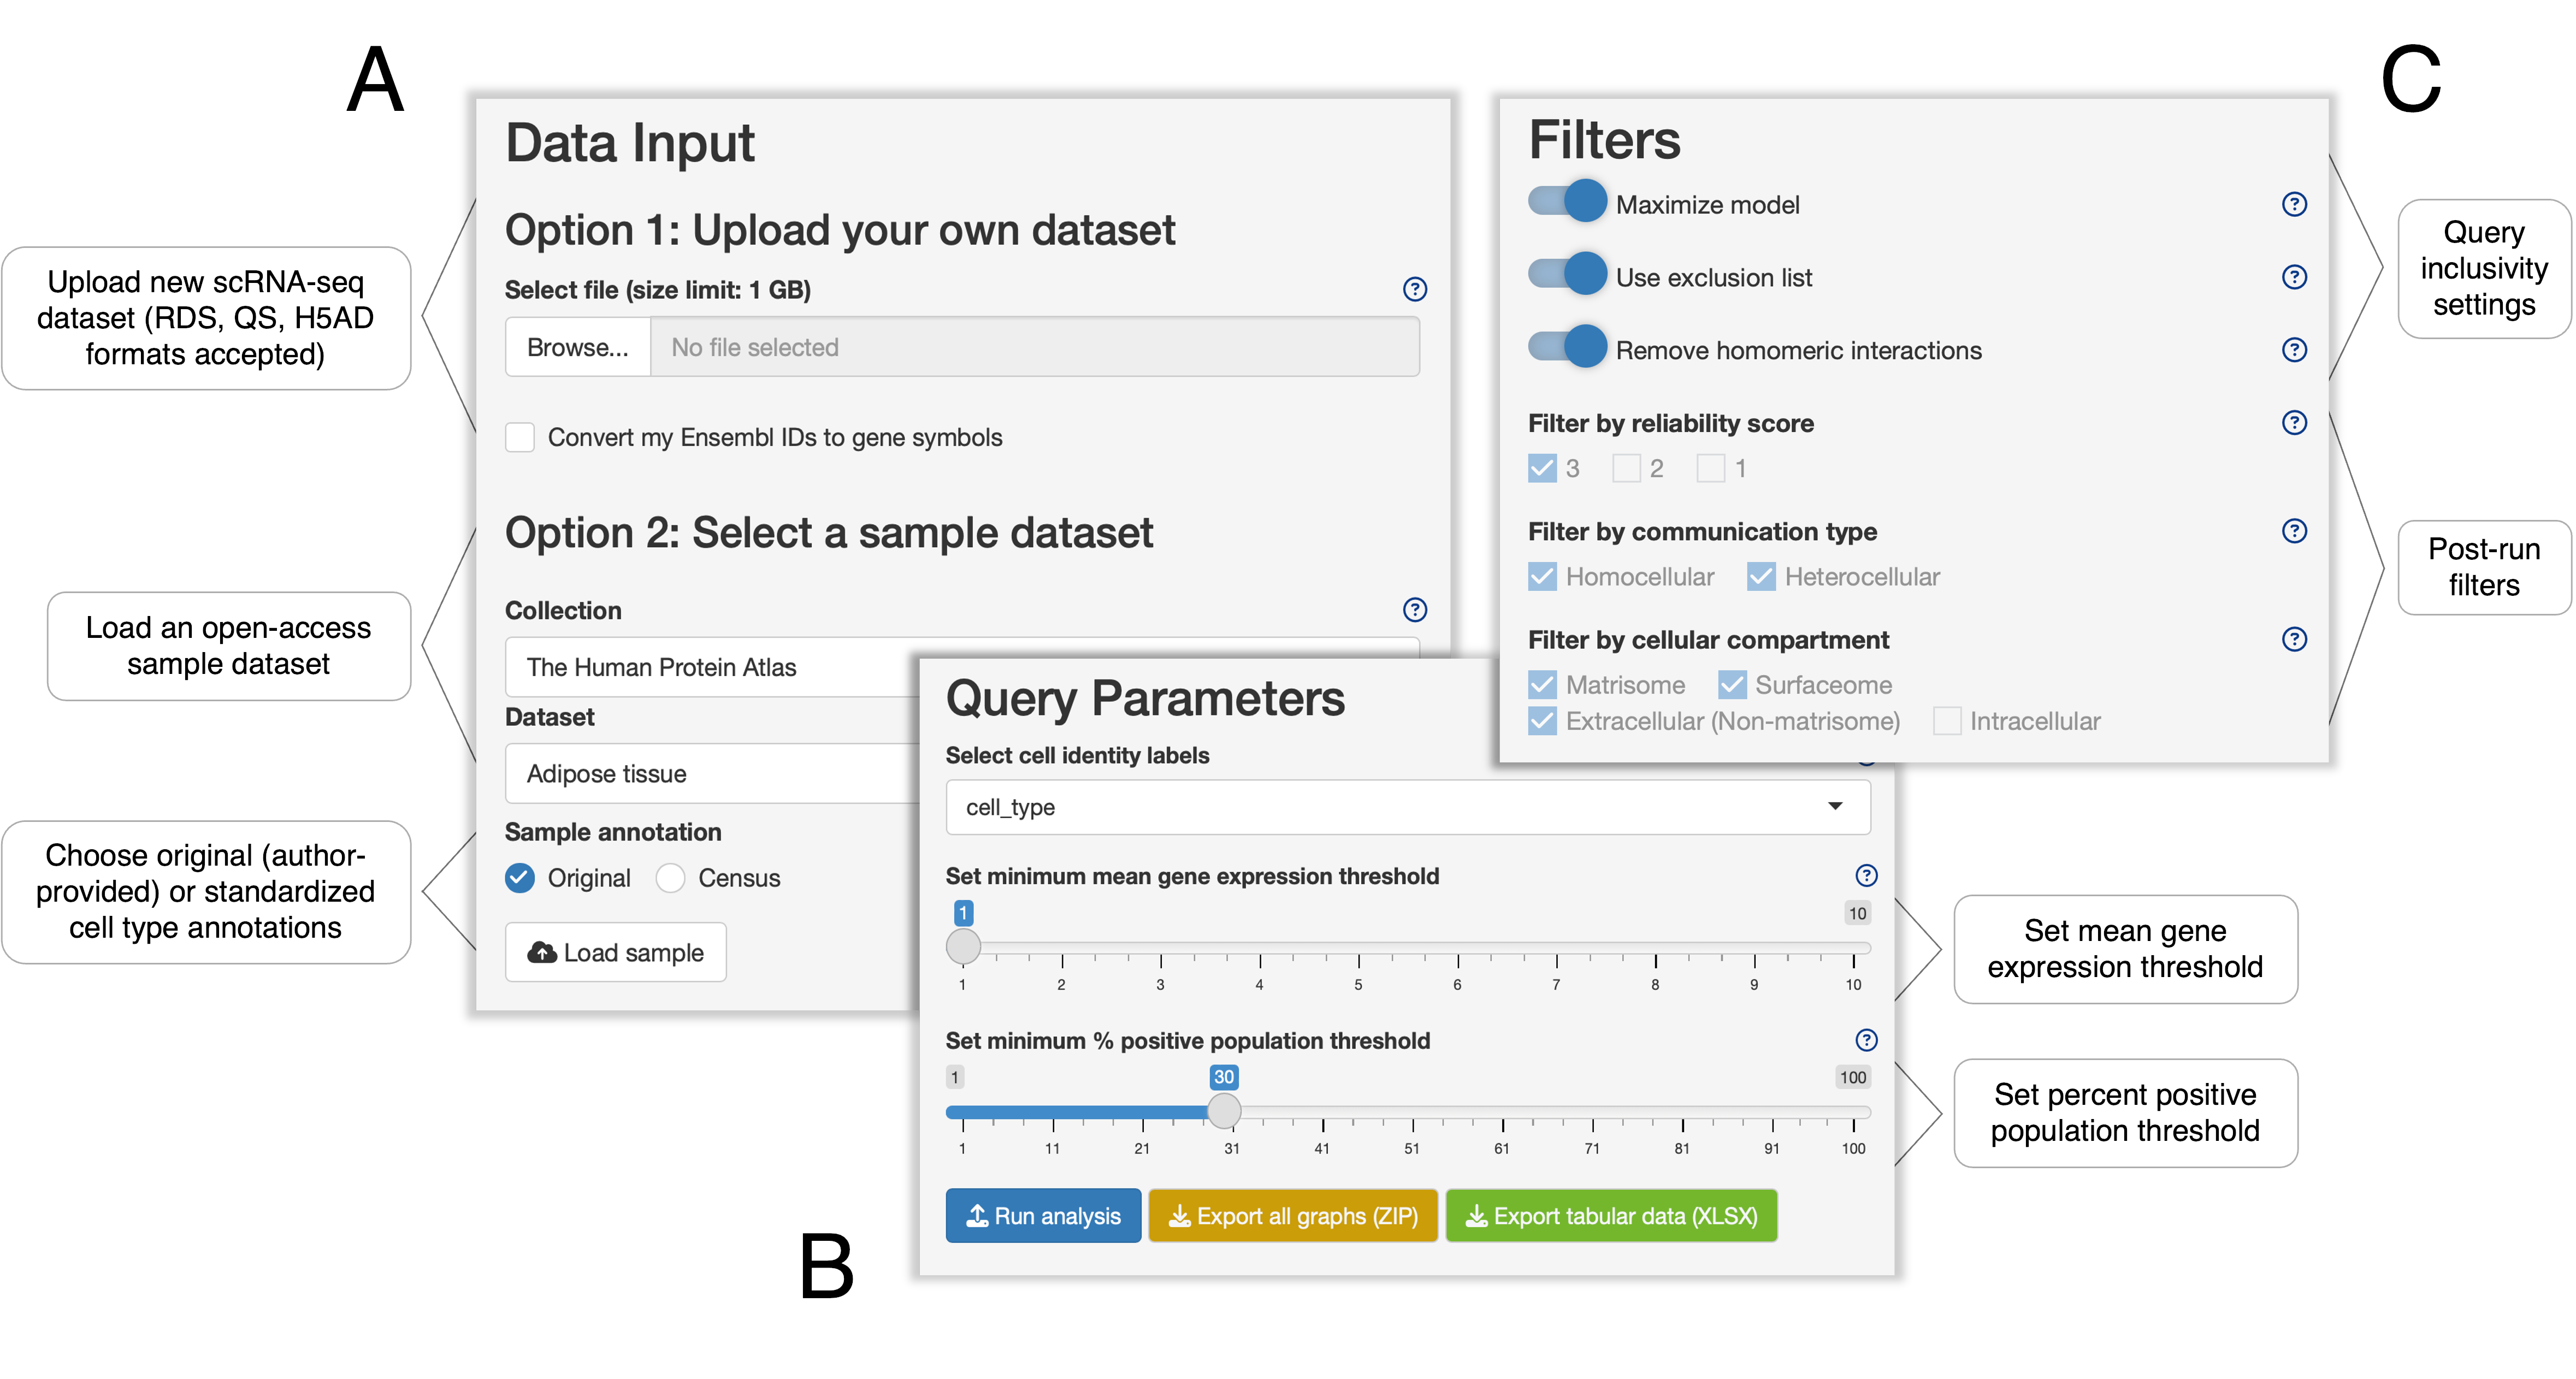 A
Data Input
Option 1: Upload your own dataset
Select file (size limit: 1 GB)
?
Browse...
No file selected
Convert my Ensembl IDs to gene symbols
Option 2: Select a sample dataset
Collection
?
The Human Protein Atlas
Dataset
Adipose tissue
Sample annotation
Original
Census
Load sample
Upload new scRNA-seq
dataset (RDS, QS, H5AD
formats accepted)
Load an open-access
sample dataset
Choose original (author-
provided) or standardized
cell type annotations
B
Query Parameters
Select cell identity labels
cell_type
Set minimum mean gene expression threshold
?
1
10
1 2 3 4 5 6 7 8 9 10
Set minimum % positive population threshold
?
1
30
100
1 11 21 31 41 51 61 71 81 91 100
Run analysis
Export all graphs (ZIP)
Export tabular data (XLSX)
Set mean gene
expression threshold
Set percent positive
population threshold
C
Filters
Maximize model
?
Use exclusion list
?
Remove homomeric interactions
?
Filter by reliability score
?
3 2 1
Filter by communication type
?
Homocellular Heterocellular
Filter by cellular compartment
?
Matrisome Surfaceome
Extracellular (Non-matrisome) Intracellular
Query
inclusivity
settings
Post-run
filters